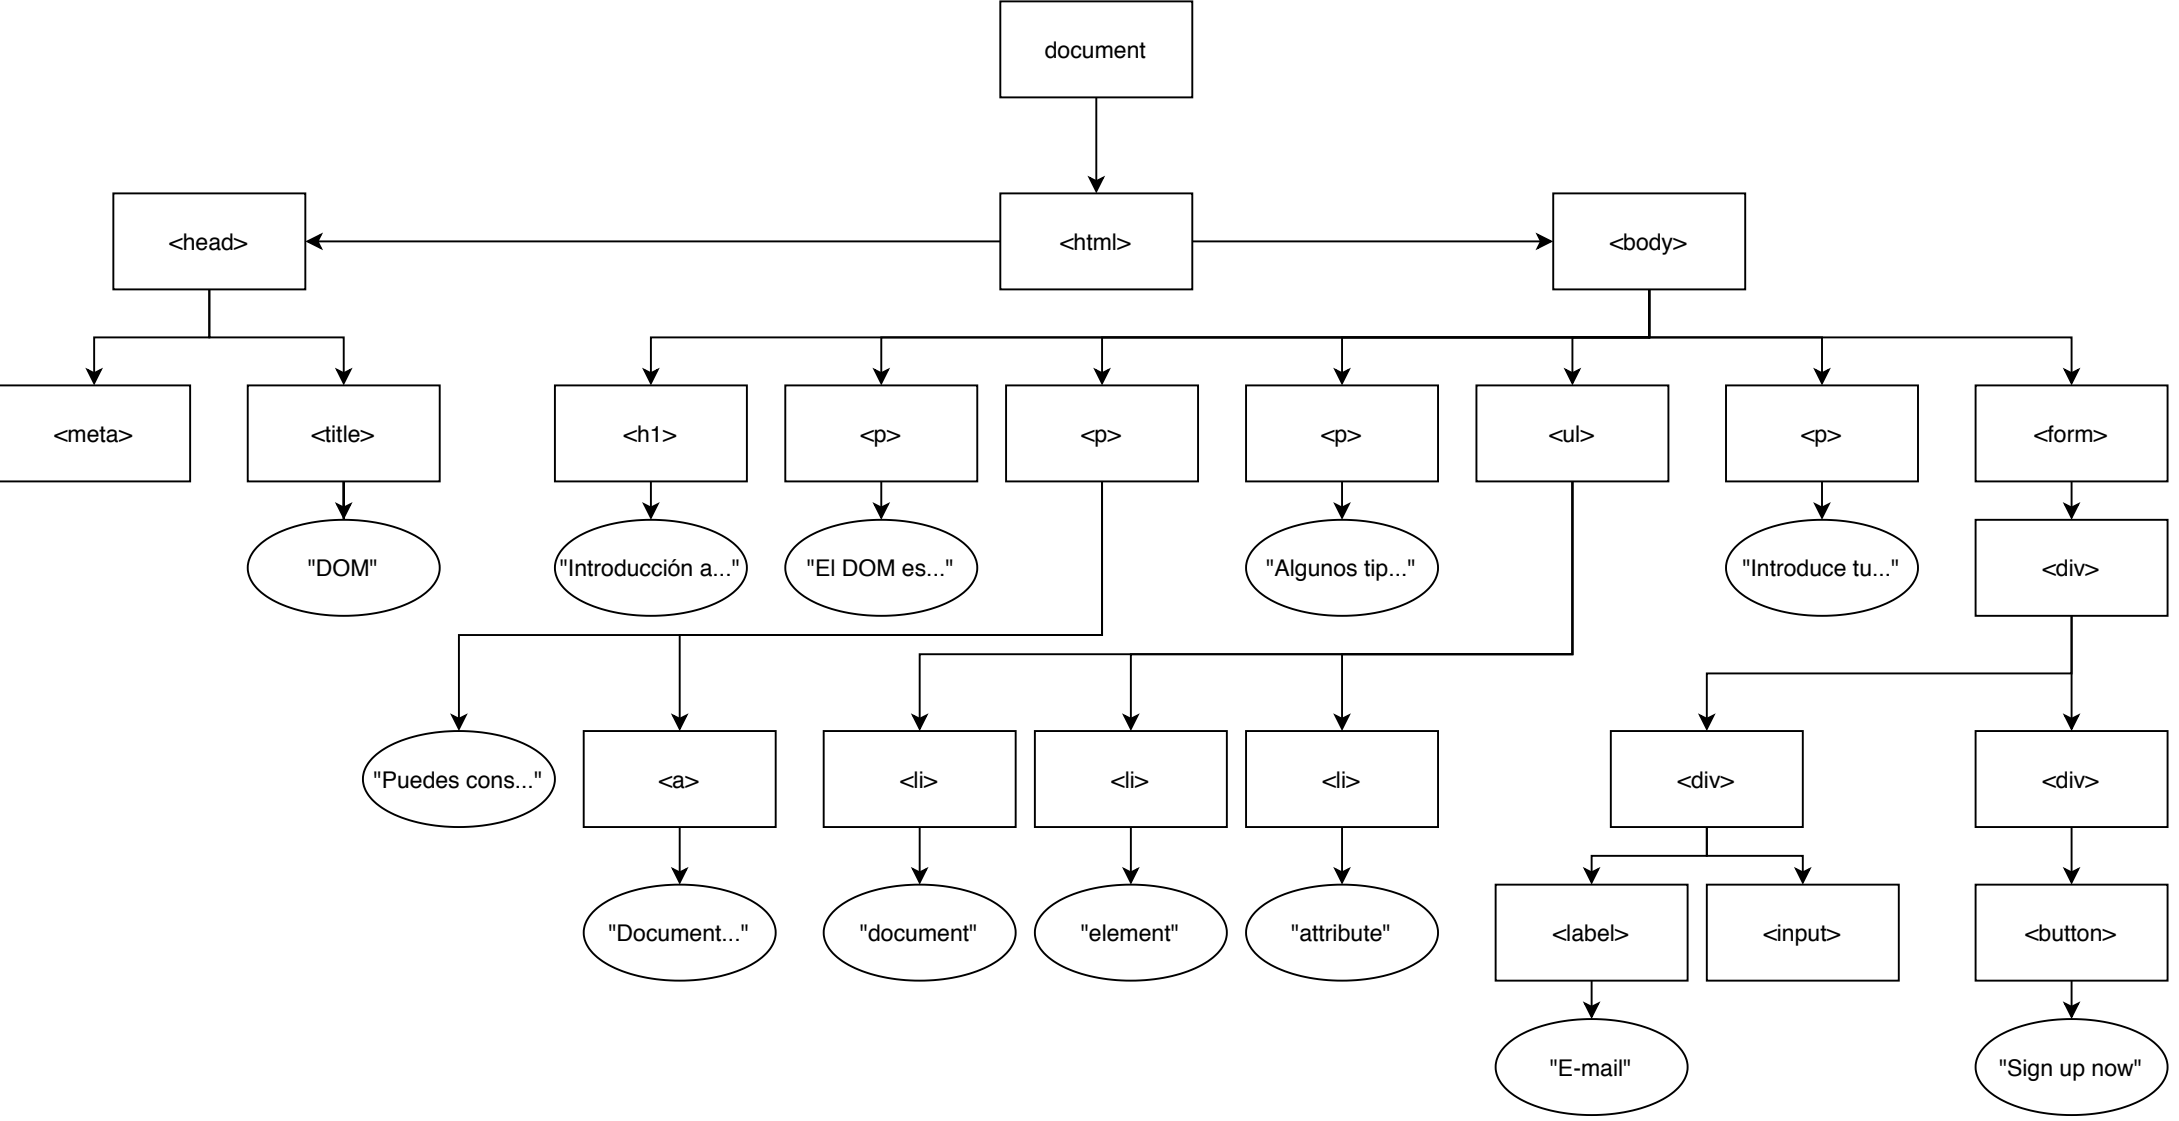 document
<head>
<html>
<body>
<meta>
<title>
<h1>
<p>
<p>
<p>
<ul>
<p>
<form>
"DOM"
"Introducción a..."
"El DOM es..."
"Algunos tip..."
"Introduce tu..."
<div>
"Puedes cons..."
<a>
<li>
<li>
<li>
<div>
<div>
"Document..."
"document"
"element"
"attribute"
<label>
<input>
<button>
"E-mail"
"Sign up now"